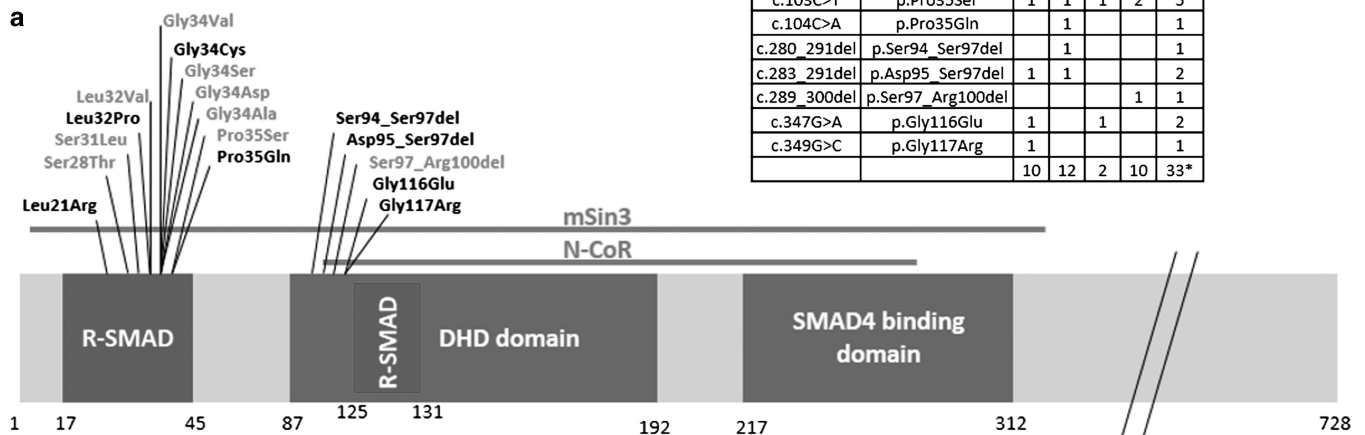 a
c.103C>T p.Pro35Ser 1 1 1 2 5
c.104C>A p.Pro35Gln 1 1
c.280_291del p.Ser94_Ser97del 1 1
c.283_291del p.Asp95_Ser97del 1 1 2
c.289_300del p.Ser97_Arg100del 1 1
c.347G>A p.Gly116Glu 1 1 2
c.349G>C p.Gly117Arg 1 1
10 12 2 10 33*
Gly34Val
Gly34Cys
Gly34Ser
Leu32Val Gly34Asp
Leu32Pro Gly34Ala
Ser31Leu Pro35Ser
Ser28Thr Pro35Gln
Leu21Arg
Ser94_Ser97del
Asp95_Ser97del
Ser97_Arg100del
Gly116Glu
Gly117Arg
mSin3
N-CoR
R-SMAD
R-SMAD
DHD domain
SMAD4 binding
domain
1 17 45 87 125 131 192 217 312 728